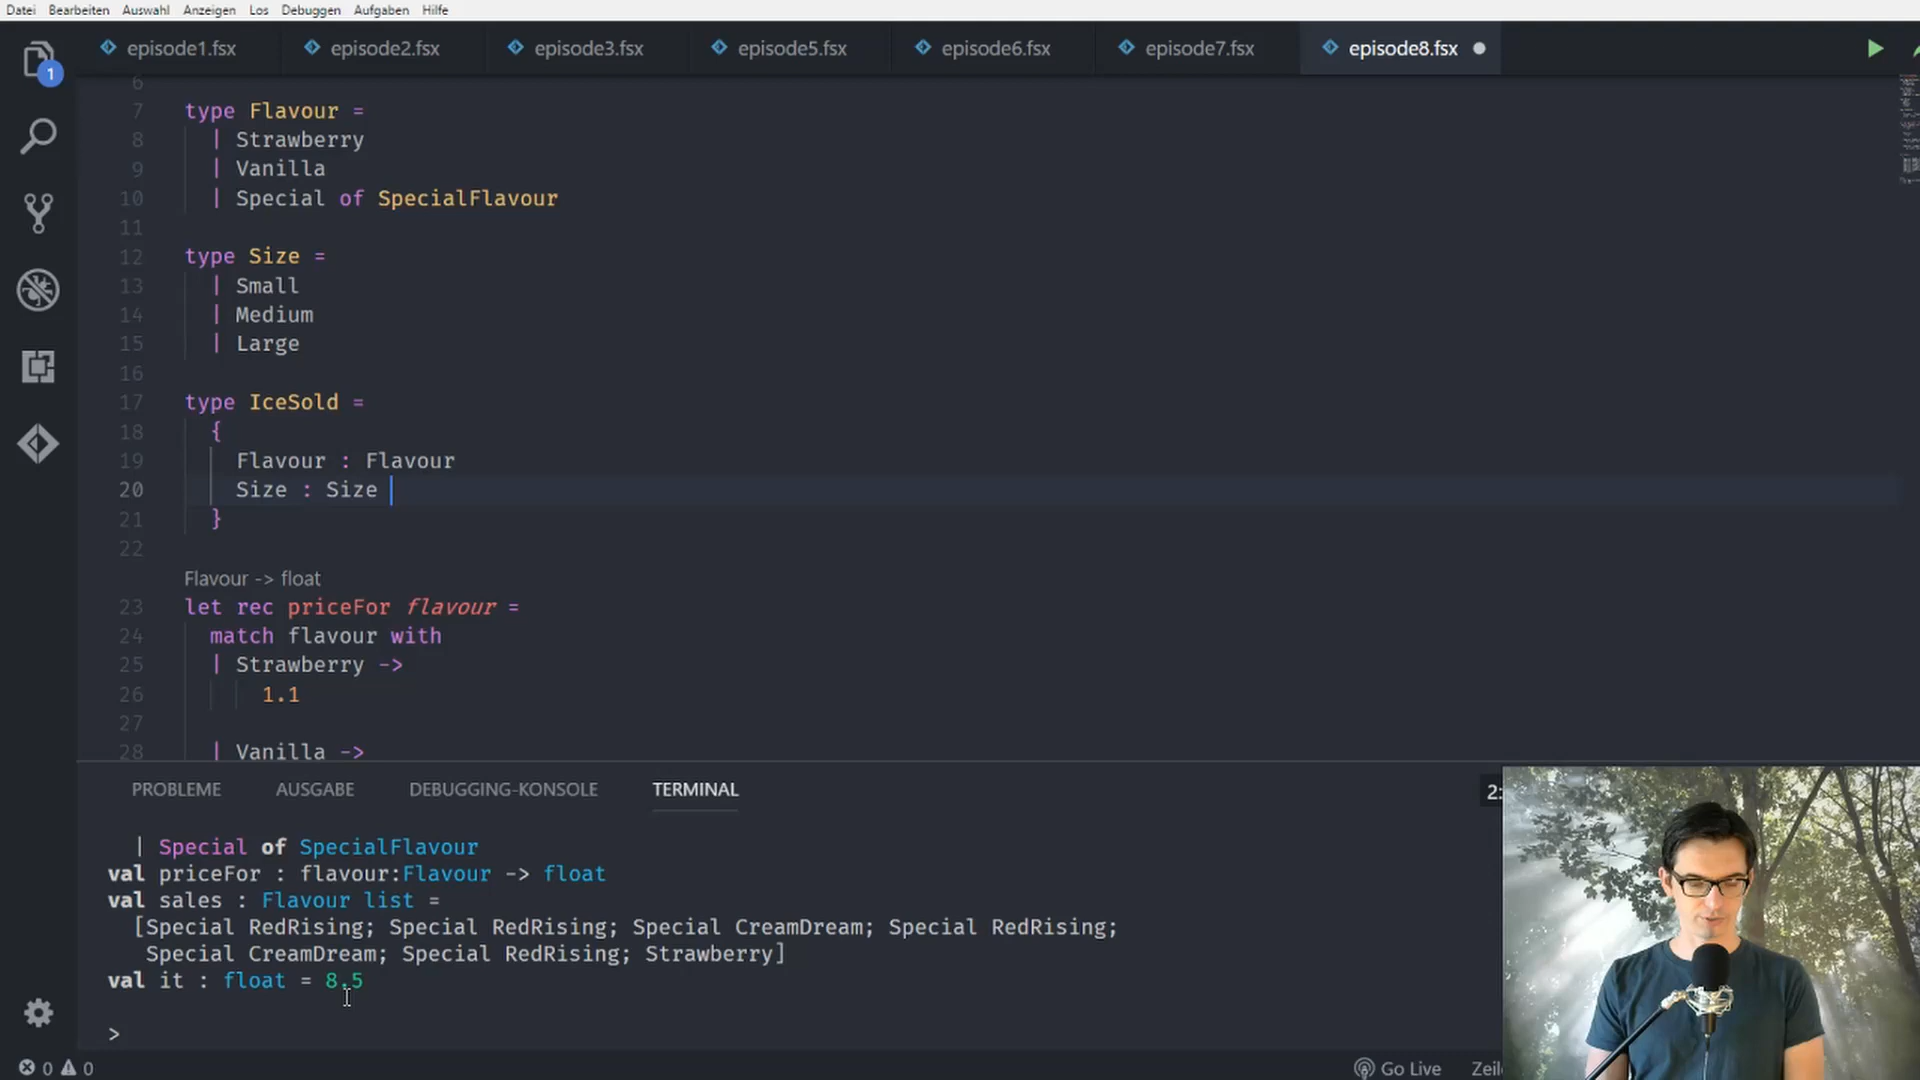 Datei Bearbeiten Auswahl Anzeigen Los Debuggen Aufgaben Hilfe
episode1.fsx episode2.fsx episode3.fsx episode5.fsx episode6.fsx episode7.fsx episode8.fsx
1
6
7 type Flavour =
8 | Strawberry
9 | Vanilla
10 | Special of SpecialFlavour
11
12 type Size =
13 | Small
14 | Medium
15 | Large
16
17 type IceSold =
18 {
19 Flavour : Flavour
20 Size : Size
21 }
22
Flavour -> float
23 let rec priceFor flavour =
24 match flavour with
25 | Strawberry ->
26 1.1
27
28 | Vanilla ->
PROBLEME AUSGABE DEBUGGING-KONSOLE TERMINAL 2:
| Special of SpecialFlavour
val priceFor : flavour:Flavour -> float
val sales : Flavour list =
[Special RedRising; Special RedRising; Special CreamDream; Special RedRising;
Special CreamDream; Special RedRising; Strawberry]
val it : float = 8.5
>
0 0 Go Live